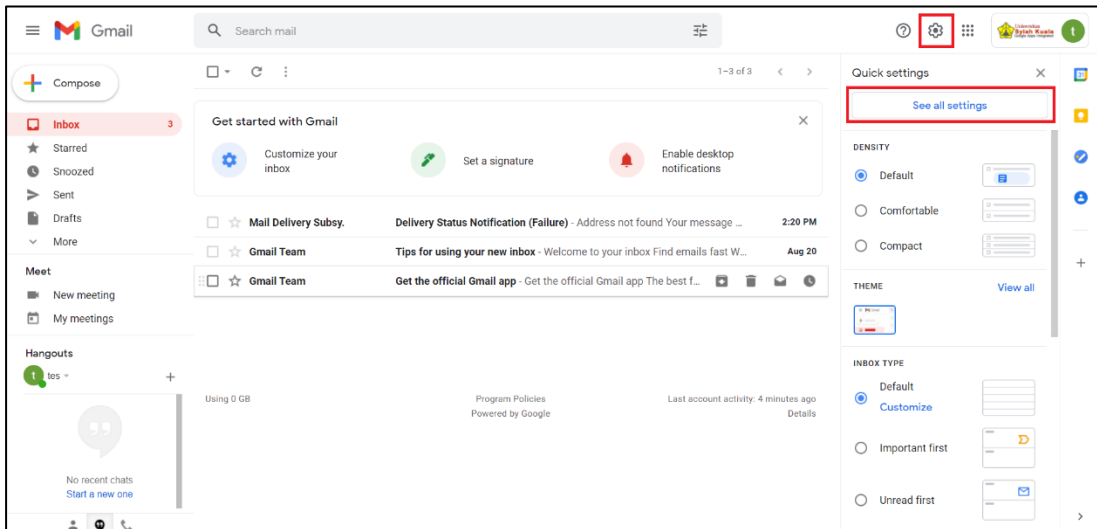 Gmail
Search mail
Universitas
Syiah Kuala
t
Compose
1–3 of 3
Quick settings
See all settings
Inbox 3
Starred
Snoozed
Sent
Drafts
More
Get started with Gmail
Customize your
inbox
Set a signature
Enable desktop
notifications
Mail Delivery Subsy. Delivery Status Notification (Failure) - Address not found Your message ... 2:20 PM
Gmail Team Tips for using your new inbox - Welcome to your inbox Find emails fast W... Aug 20
Gmail Team Get the official Gmail app - Get the official Gmail app The best f...
Meet
New meeting
My meetings
Hangouts
t tes
No recent chats
Start a new one
Using 0 GB
Program Policies
Powered by Google
Last account activity: 4 minutes ago
Details
DENSITY
Default
Comfortable
Compact
THEME View all
INBOX TYPE
Default
Customize
Important first
Unread first
31